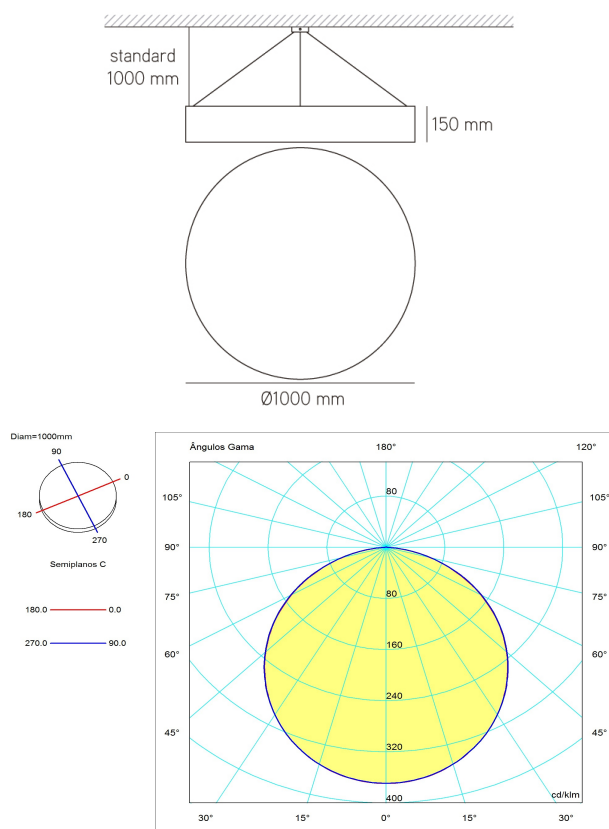 standard
1000 mm
150 mm
Ø1000 mm
Diam=1000mm
90
0
180
270
Semiplanos C
180.0 0.0
270.0 90.0
Ângulos Gama 180° 120°
80
105° 105°
90° 90°
80
75° 75°
160
60° 60°
240
45° 45°
320
400 cd/klm
30° 15° 0° 15° 30°